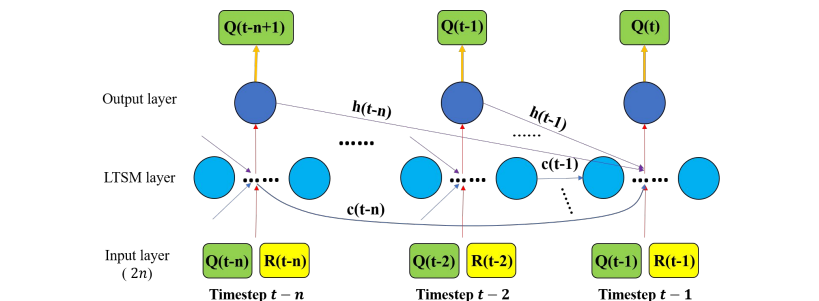 Q(t-n+1)
Q(t-1)
Q(t)
Output layer
h(t-n)
h(t-1)
......
......
c(t-1)
LTSM layer
......
......
......
......
c(t-n)
Input layer
( 2n)
Q(t-n)
R(t-n)
Q(t-2)
R(t-2)
Q(t-1)
R(t-1)
Timestep t − n
Timestep t − 2
Timestep t − 1